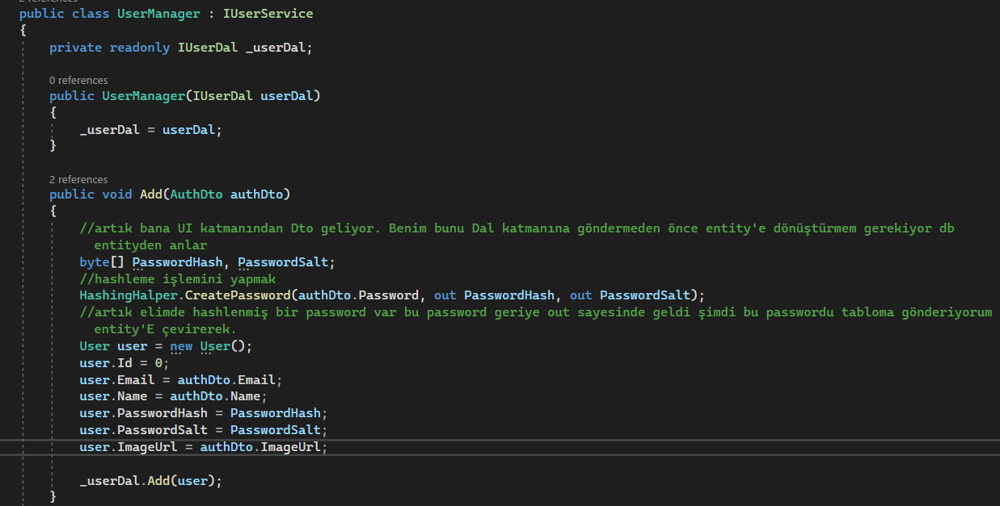 2 references
public class UserManager : IUserService
{
private readonly IUserDal _userDal;
0 references
public UserManager(IUserDal userDal)
{
_userDal = userDal;
}
2 references
public void Add(AuthDto authDto)
{
//artık bana UI katmanından Dto geliyor. Benim bunu Dal katmanına göndermeden önce entity'e dönüştürmem gerekiyor db
entityden anlar
byte[] PasswordHash, PasswordSalt;
//hashleme işlemini yapmak
HashingHelper.CreatePassword(authDto.Password, out PasswordHash, out PasswordSalt);
//artık elimde hashlenmiş bir password var bu password geriye out sayesinde geldi şimdi bu passwordu tabloma gönderiyorum
entity'E çevirerek.
User user = new User();
user.Id = 0;
user.Email = authDto.Email;
user.Name = authDto.Name;
user.PasswordHash = PasswordHash;
user.PasswordSalt = PasswordSalt;
user.ImageUrl = authDto.ImageUrl;
_userDal.Add(user);
}